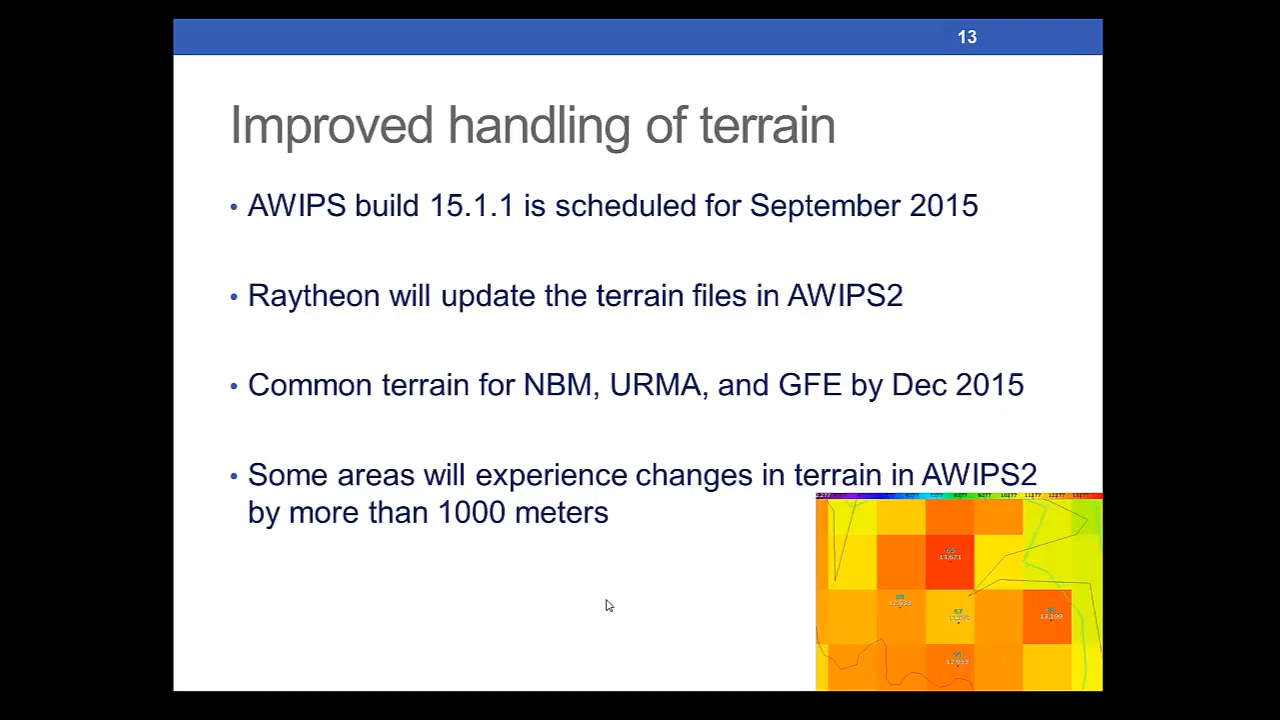 13
Improved handling of terrain
• AWIPS build 15.1.1 is scheduled for September 2015
• Raytheon will update the terrain files in AWIPS2
• Common terrain for NBM, URMA, and GFE by Dec 2015
• Some areas will experience changes in terrain in AWIPS2
by more than 1000 meters
67